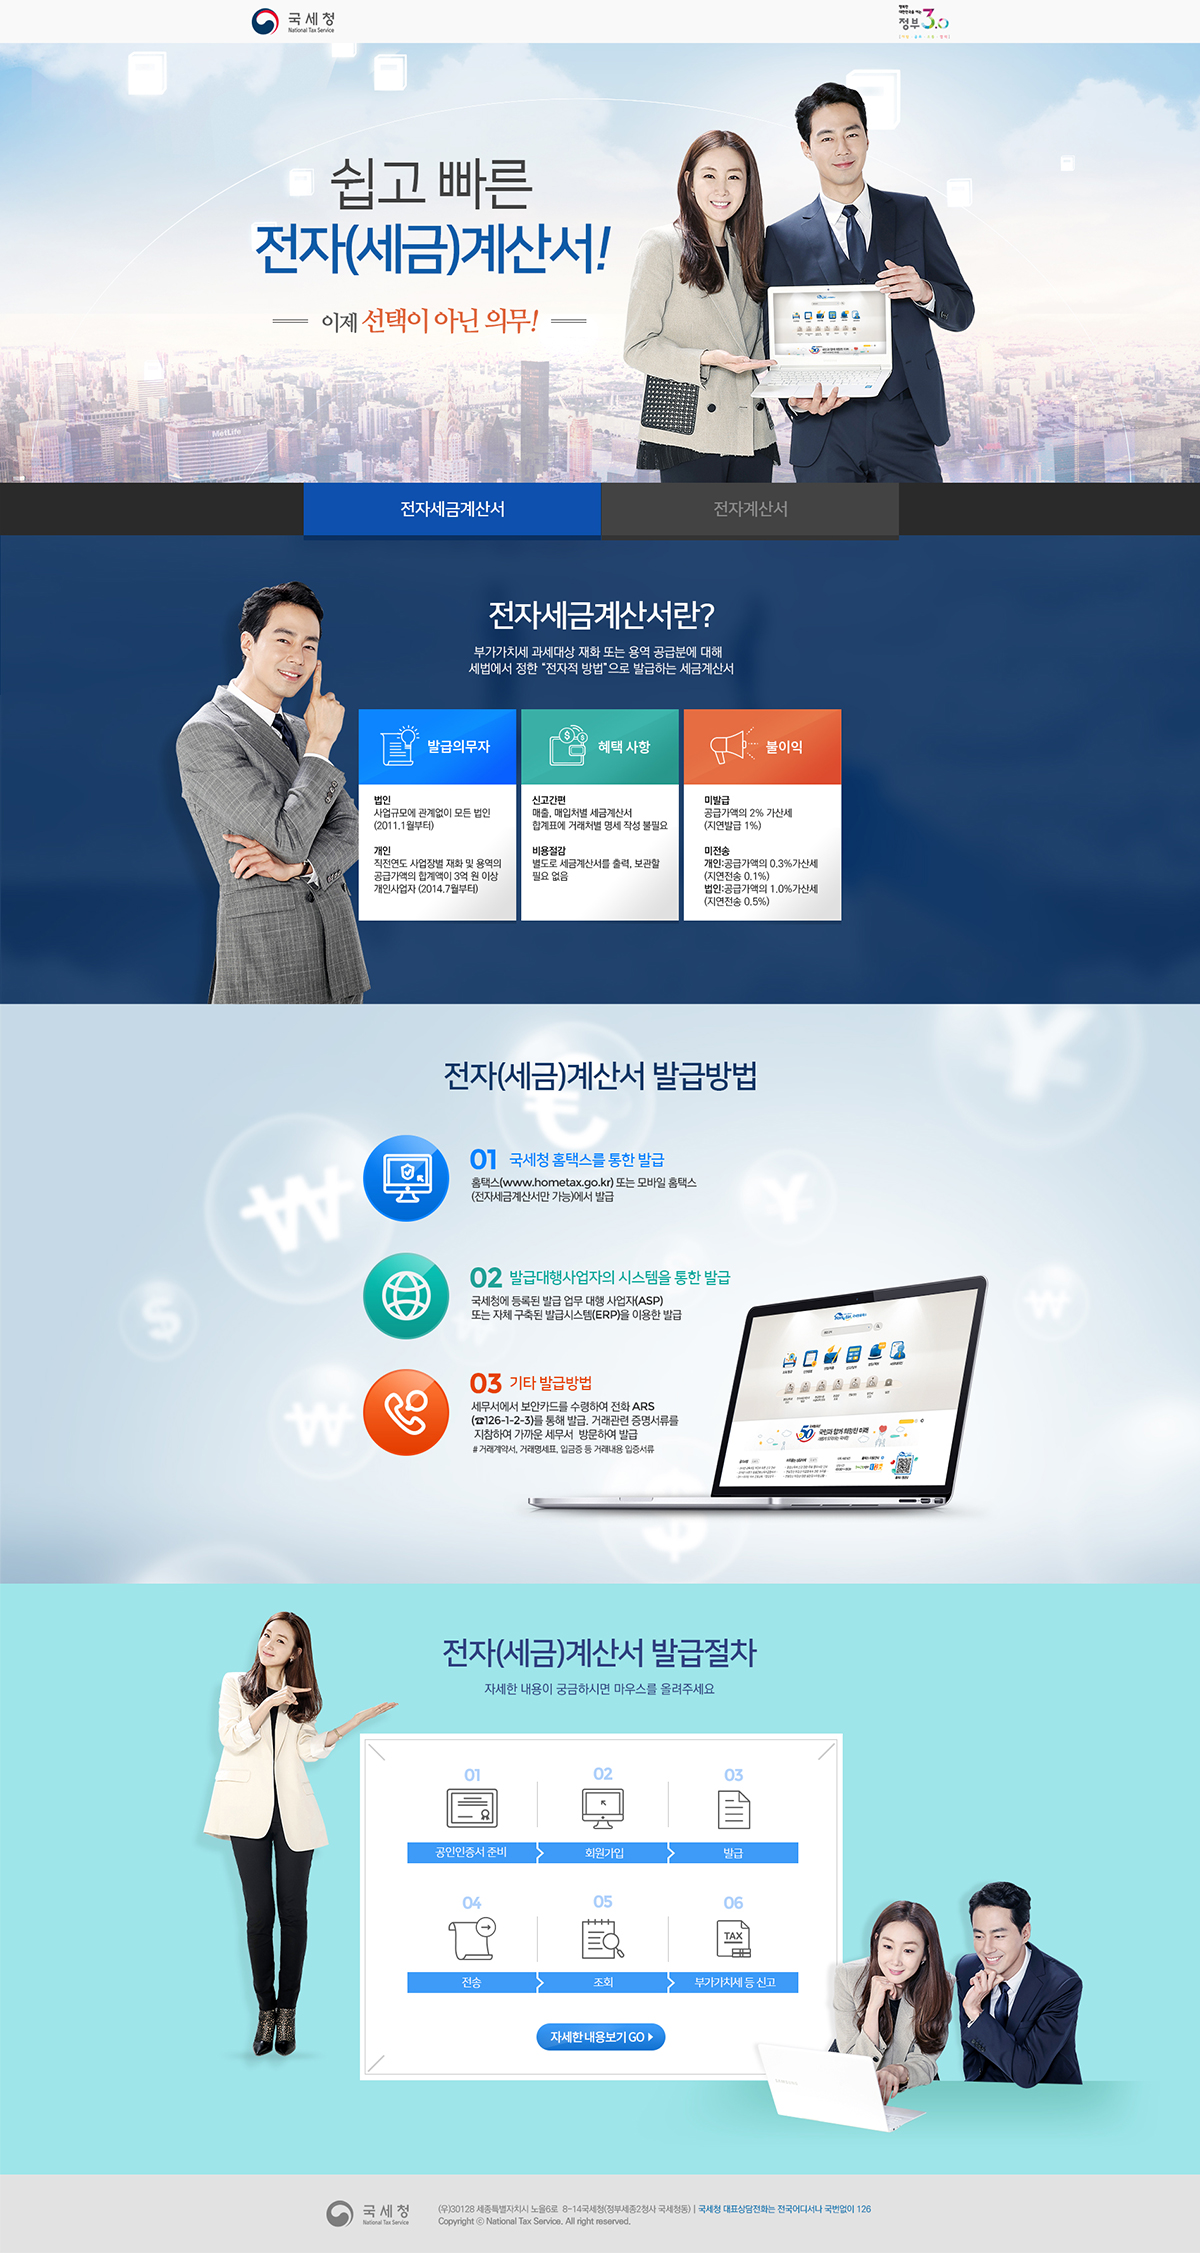 국세청
National Tax Service
행복한
대한민국을 여는
정부3.0
쉽고 빠른
전자(세금)계산서!
이제 선택이 아닌 의무!
MetLife
전자세금계산서
전자계산서
전자세금계산서란?
부가가치세 과세대상 재화 또는 용역 공급분에 대해
세법에서 정한 “전자적 방법”으로 발급하는 세금계산서
발급의무자
법인
사업규모에 관계없이 모든 법인
(2011.1월부터)
개인
직전연도 사업장별 재화 및 용역의
공급가액의 합계액이 3억 원 이상
개인사업자 (2014.7월부터)
혜택 사항
신고간편
매출, 매입처별 세금계산서
합계표에 거래처별 명세 작성 불필요
비용절감
별도로 세금계산서를 출력, 보관할
필요 없음
불이익
미발급
공급가액의 2% 가산세
(지연발급 1%)
미전송
개인:공급가액의 0.3%가산세
(지연전송 0.1%)
법인:공급가액의 1.0%가산세
(지연전송 0.5%)
전자(세금)계산서 발급방법
01 국세청 홈택스를 통한 발급
홈택스(www.hometax.go.kr) 또는 모바일 홈택스
(전자세금계산서만 가능)에서 발급
02 발급대행사업자의 시스템을 통한 발급
국세청에 등록된 발급 업무 대행 사업자(ASP)
또는 자체 구축된 발급시스템(ERP)을 이용한 발급
03 기타 발급방법
세무서에서 보안카드를 수령하여 전화 ARS
(☎126-1-2-3)를 통해 발급. 거래관련 증명서류를
지참하여 가까운 세무서 방문하여 발급
# 거래계약서, 거래명세표, 입금증 등 거래내용 입증서류
국민과 함께 희망찬 미래
전자(세금)계산서 발급절차
자세한 내용이 궁금하시면 마우스를 올려주세요
01
02
03
공인인증서 준비
회원가입
발급
04
05
06
TAX
전송
조회
부가가치세 등 신고
자세한 내용보기 GO
SAMSUNG
국세청
National Tax Service
(우)30128 세종특별자치시 노을6로 8-14국세청(정부세종2청사 국세청동) | 국세청 대표상담전화는 전국어디서나 국번없이 126
Copyright ⓒ National Tax Service. All right reserved.